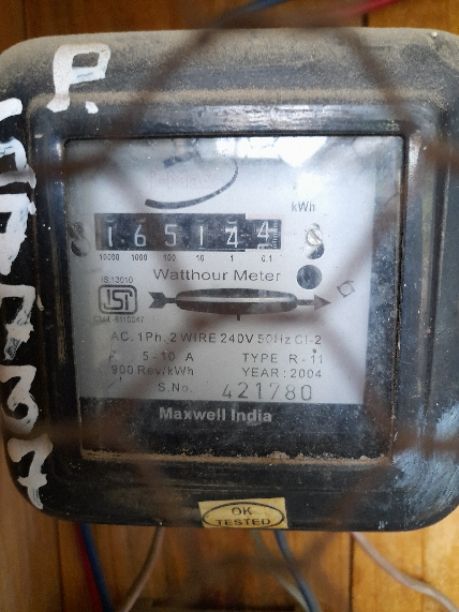 P
7737
kWh
1 6 5 1 4 4
10000 1000 100 10 1 0.1
Watthour Meter
IS:13010
ISI
AC. 1Ph. 2 WIRE 240V 50Hz Cl-2
5-10 A TYPE R-11
900 Rev/kWh YEAR : 2004
S.No. 421780
Maxwell India
OK
TESTED